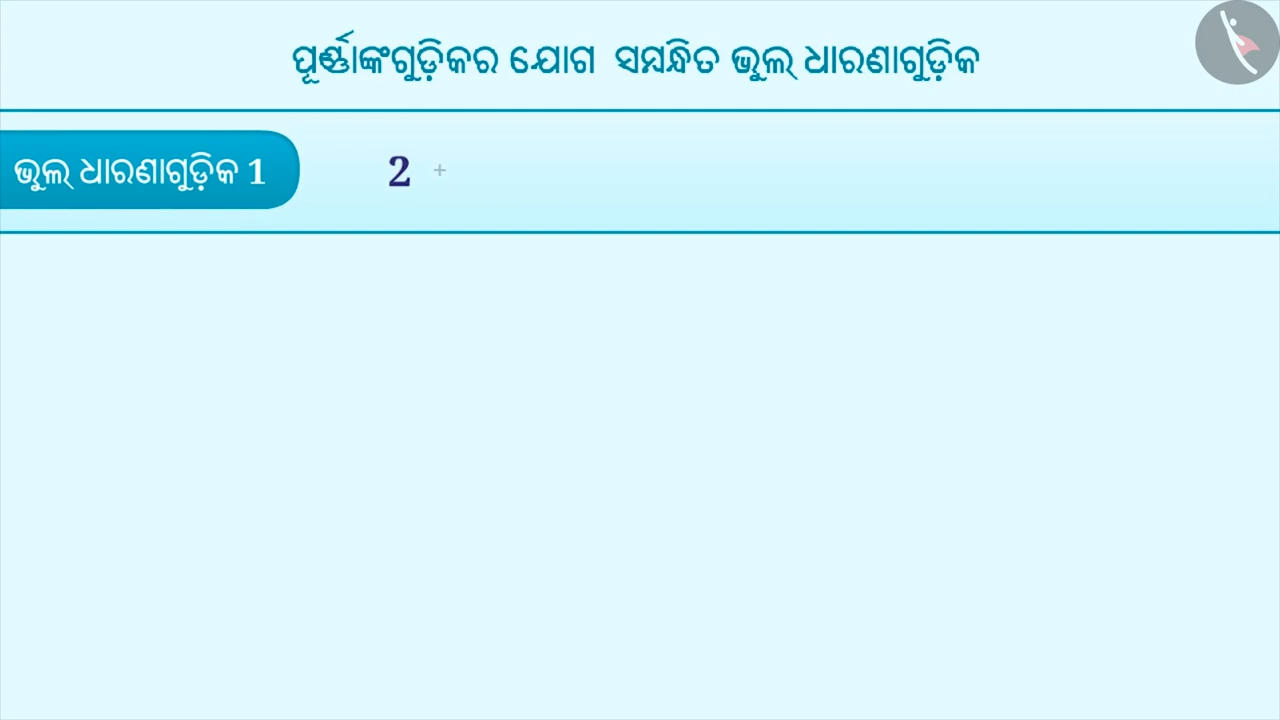 ପୂର୍ଣ୍ଣାଙ୍କଗୁଡ଼ିକର ଯୋଗ ସମ୍ବନ୍ଧିତ ଭୁଲ୍ ଧାରଣାଗୁଡ଼ିକ
ଭୁଲ୍ ଧାରଣାଗୁଡ଼ିକ 1 2 +